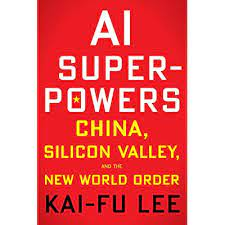 AI
SUPER-
POWERS
CHINA,
SILICON VALLEY,
AND THE
NEW WORLD ORDER
KAI-FU LEE